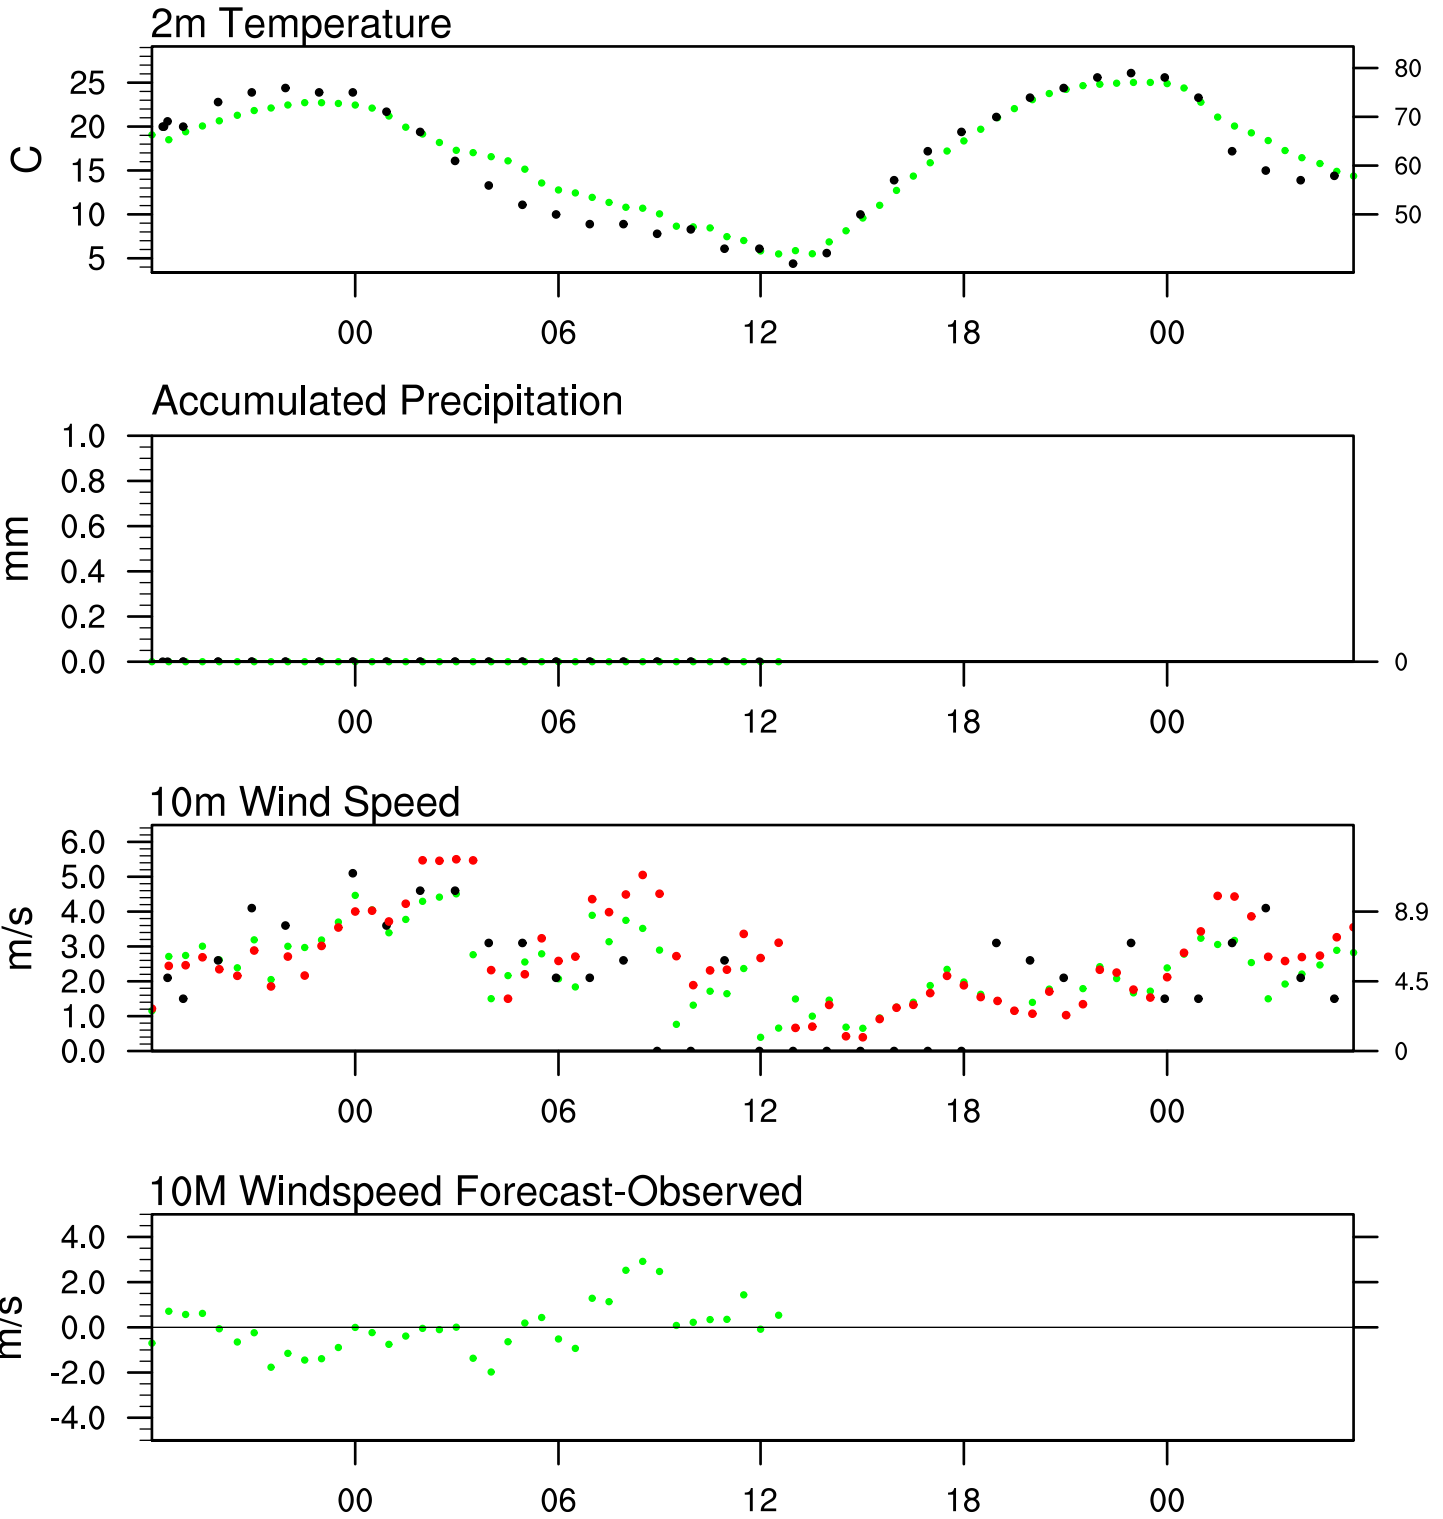 2m Temperature
25
20
15
10
5
C
80
70
60
50
00 06 12 18 00
Accumulated Precipitation
1.0
0.8
0.6
0.4
0.2
0.0
mm
0
00 06 12 18 00
10m Wind Speed
6.0
5.0
4.0
3.0
2.0
1.0
0.0
m/s
8.9
4.5
0
00 06 12 18 00
10M Windspeed Forecast-Observed
4.0
2.0
0.0
-2.0
-4.0
m/s
00 06 12 18 00